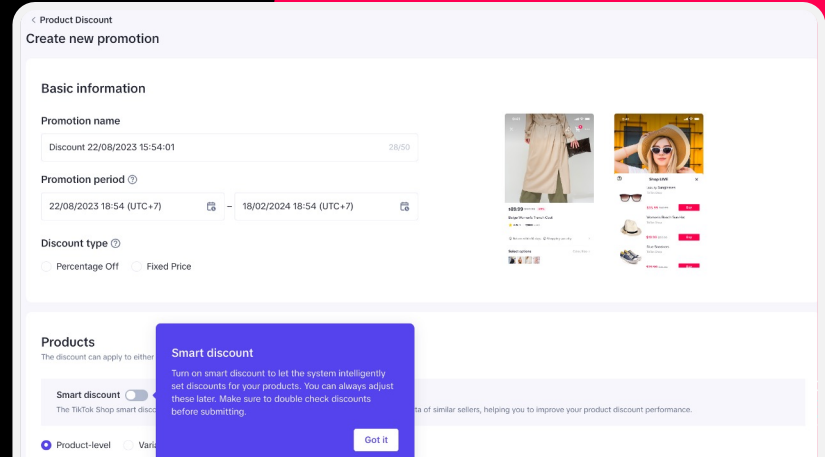 < Product Discount
Create new promotion
Basic information
Promotion name
Discount 22/08/2023 15:54:01
28/50
Promotion period
22/08/2023 18:54 (UTC+7) – 18/02/2024 18:54 (UTC+7)
Discount type
Percentage Off Fixed Price
Shop LIVE
Products
The discount can apply to either
Smart discount
Turn on smart discount to let the system intelligently
set discounts for your products. You can always adjust
these later. Make sure to double check discounts
before submitting.
Got it
Smart discount
The TikTok Shop smart disco
ta of similar sellers, helping you to improve your product discount performance.
Product-level Varia